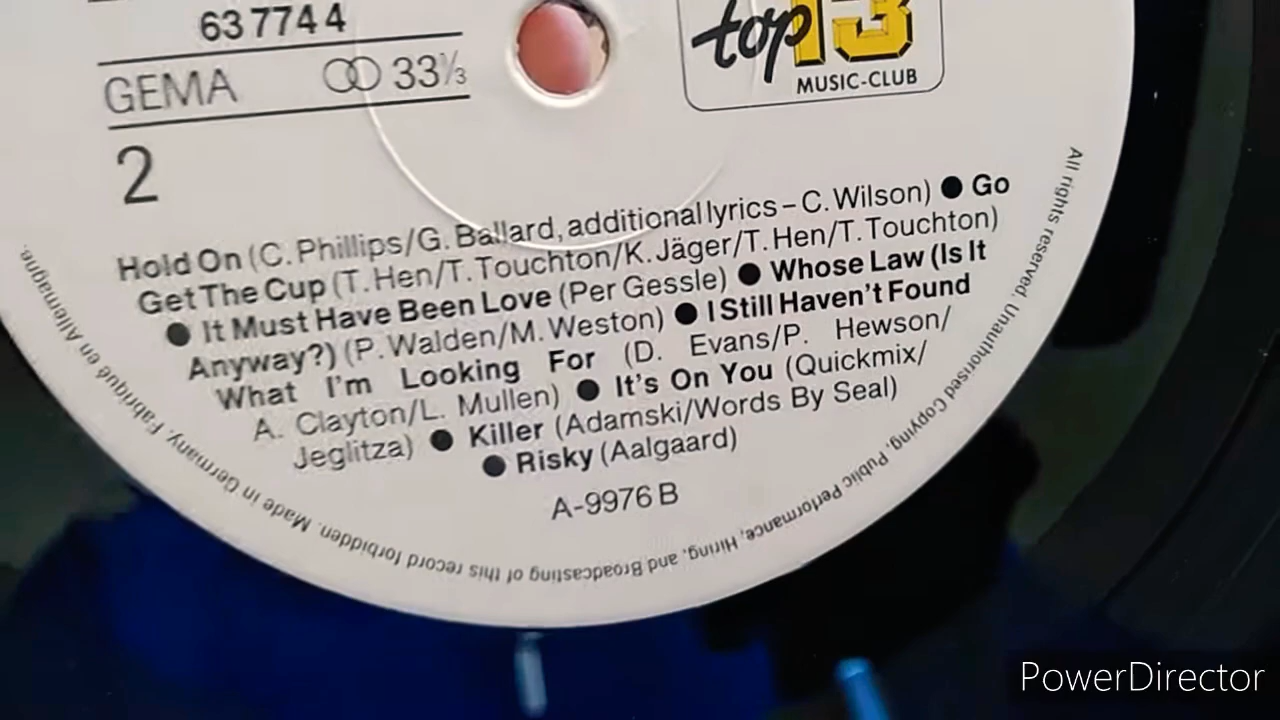 63 774 4
GEMA 33⅓
top 13
MUSIC-CLUB
2
Hold On (C. Phillips/G. Ballard, additional lyrics – C. Wilson) ● Go
Get The Cup (T. Hen/T. Touchton/K. Jäger/T. Hen/T. Touchton)
● It Must Have Been Love (Per Gessle) ● Whose Law (Is It
Anyway?) (P. Walden/M. Weston) ● I Still Haven't Found
What I'm Looking For (D. Evans/P. Hewson/
A. Clayton/L. Mullen) ● It's On You (Quickmix/
Jeglitza) ● Killer (Adamski/Words By Seal)
● Risky (Aalgaard)
A-9976 B
All rights reserved. Unauthorised Copying, Public Performance, Hiring, and Broadcasting of this record forbidden. Made in Germany, Fabriqué en Allemagne.
PowerDirector